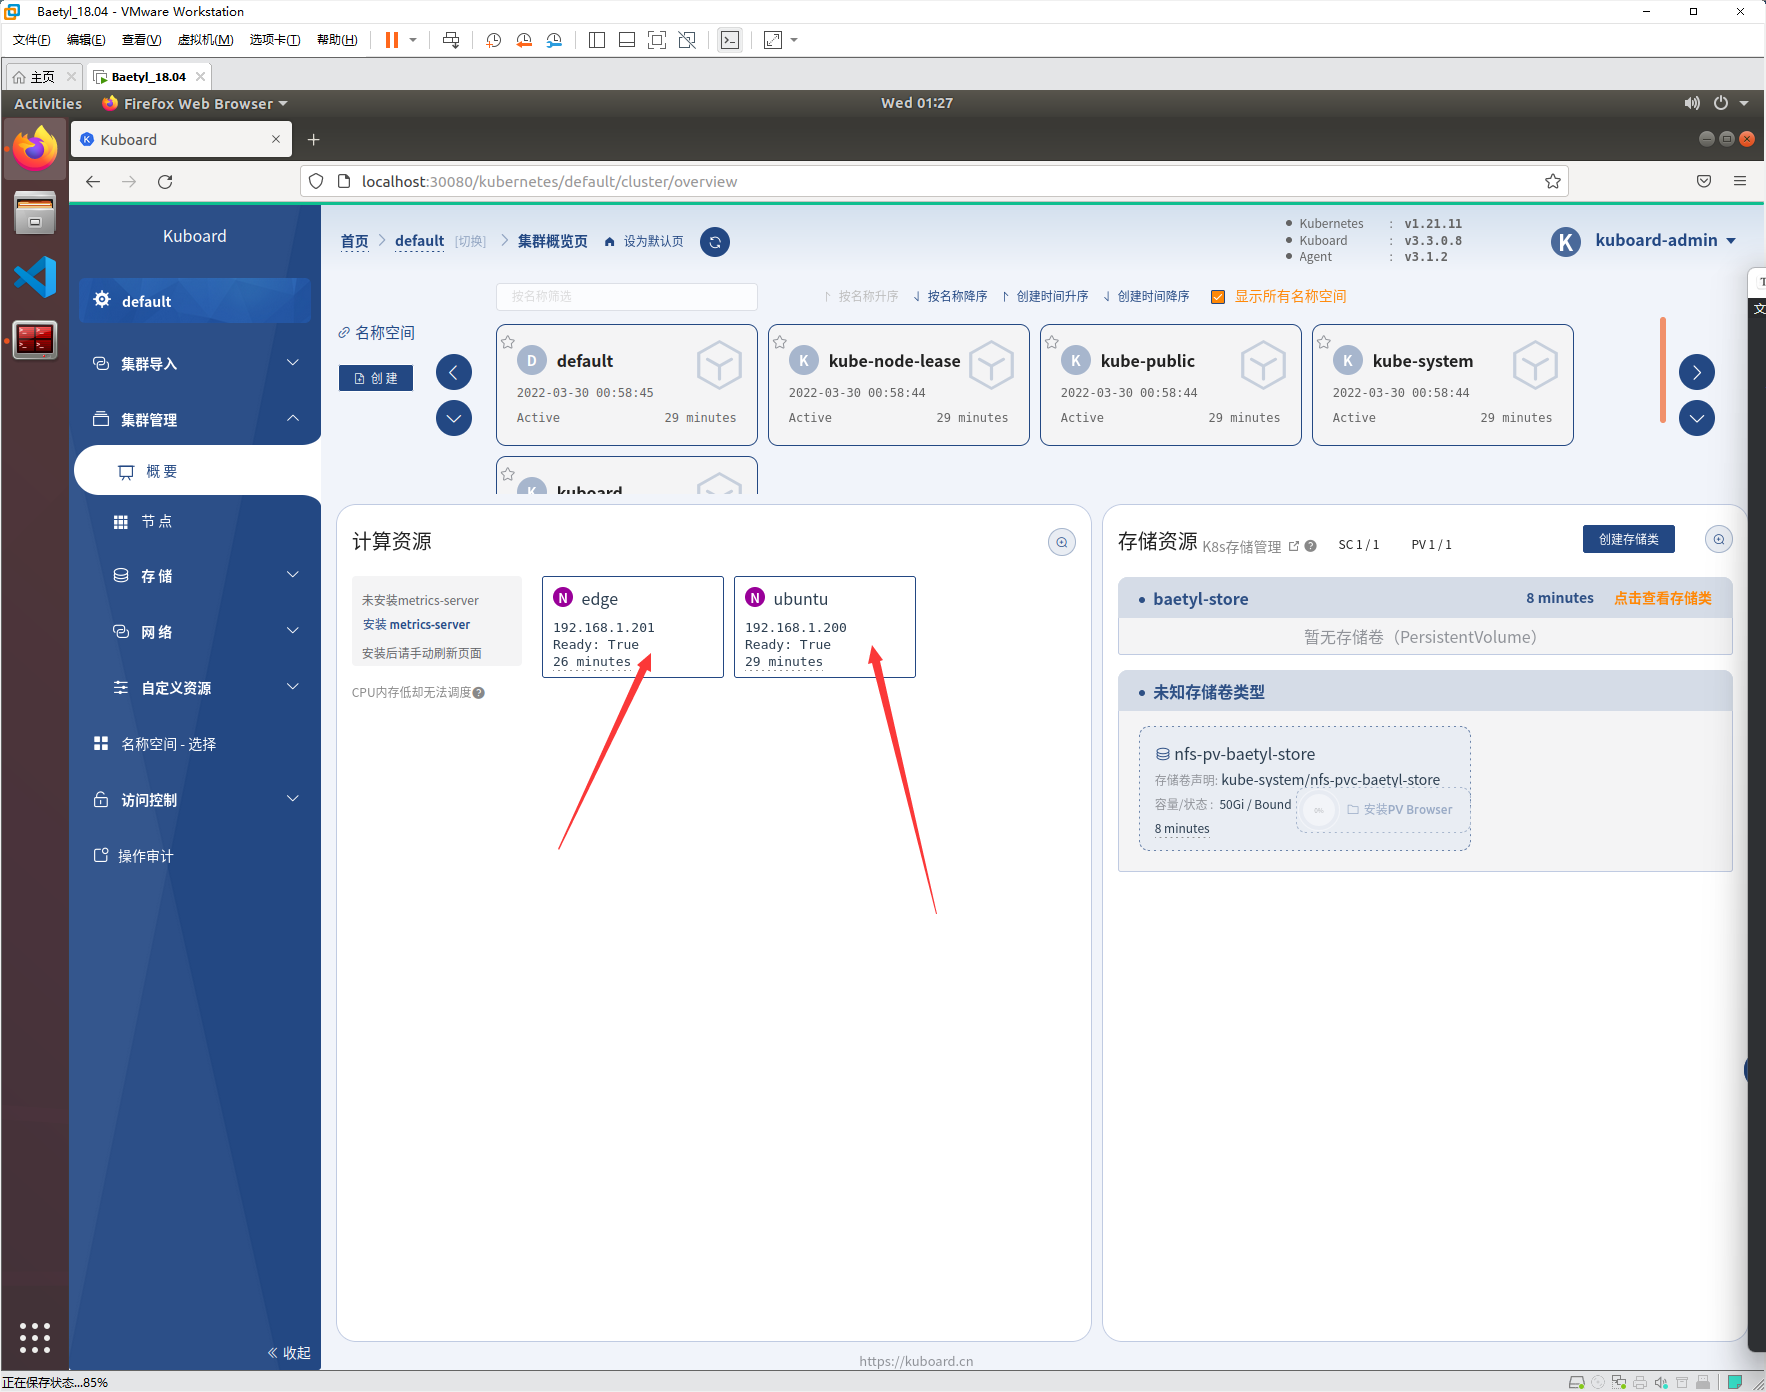 Baetyl_18.04 - VMware Workstation
文件(F) 编辑(E) 查看(V) 虚拟机(M) 选项卡(T) 帮助(H)
主页 Baetyl_18.04
Activities Firefox Web Browser Wed 01:27
Kuboard
localhost:30080/kubernetes/default/cluster/overview
Kuboard
default
集群导入
集群管理
概要
节点
存储
网络
自定义资源
名称空间 - 选择
访问控制
操作审计
收起
首页 default [切换] 集群概览页 设为默认页
Kubernetes : v1.21.11
Kuboard : v3.3.0.8
Agent : v3.1.2
K kuboard-admin
按名称筛选 按名称升序 按名称降序 创建时间升序 创建时间降序 显示所有名称空间
名称空间
创建
D default
2022-03-30 00:58:45
Active 29 minutes
K kube-node-lease
2022-03-30 00:58:44
Active 29 minutes
K kube-public
2022-03-30 00:58:44
Active 29 minutes
K kube-system
2022-03-30 00:58:44
Active 29 minutes
K kuboard
计算资源
未安装metrics-server
安装 metrics-server
安装后请手动刷新页面
CPU内存低却无法调度
N edge
192.168.1.201
Ready: True
26 minutes
N ubuntu
192.168.1.200
Ready: True
29 minutes
存储资源 K8s存储管理 SC 1 / 1 PV 1 / 1 创建存储类
baetyl-store 8 minutes 点击查看存储类
暂无存储卷（PersistentVolume）
未知存储卷类型
nfs-pv-baetyl-store
存储卷声明: kube-system/nfs-pvc-baetyl-store
容量/状态 : 50Gi / Bound 0% 安装PV Browser
8 minutes
https://kuboard.cn
正在保存状态...85%